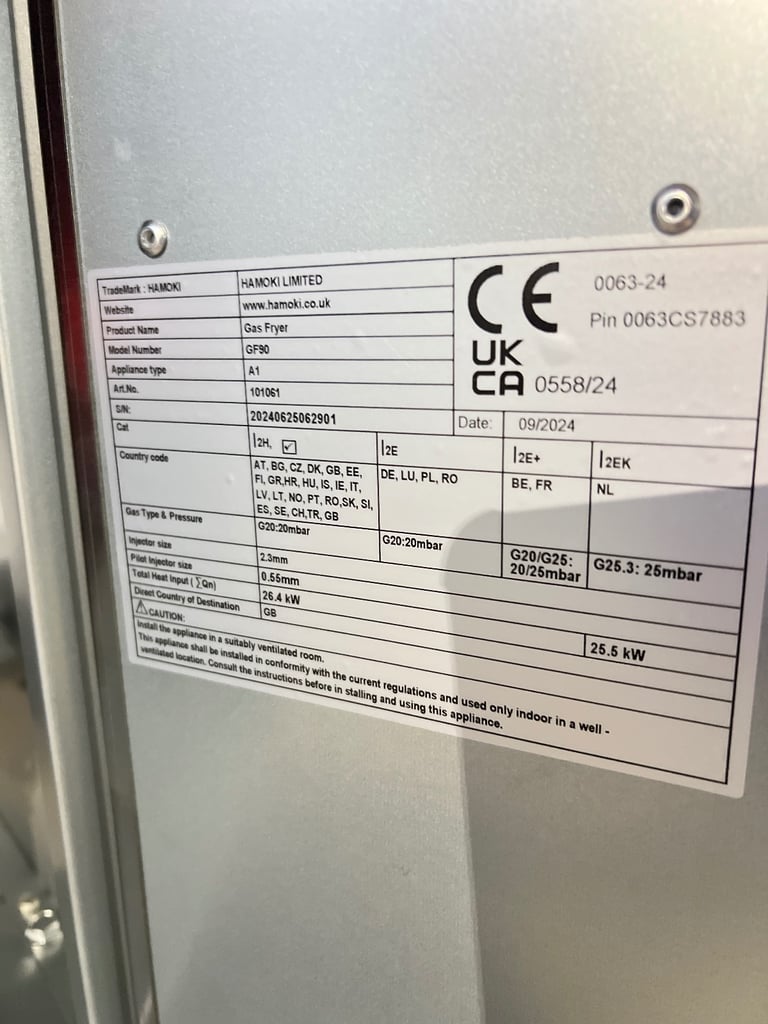 TradeMark : HAMOKI HAMOKI LIMITED
Website www.hamoki.co.uk
Product Name Gas Fryer
Model Number GF90
Appliance type A1
Art.No. 101061
S/N: 20240625062901
CE 0063-24
Pin 0063CS7883
UK
CA 0558/24
Date: 09/2024
Cat I2H, ☑ I2E I2E+ I2EK
Country code AT, BG, CZ, DK, GB, EE,
FI, GR,HR, HU, IS, IE, IT,
LV, LT, NO, PT, RO,SK, SI,
ES, SE, CH,TR, GB
DE, LU, PL, RO
BE, FR
NL
Gas Type & Pressure G20:20mbar G20:20mbar G20/G25:
20/25mbar G25.3: 25mbar
Injector size 2.3mm
Pilot Injector size 0.55mm
Total Heat Input ( ∑Qn) 26.4 kW 25.5 kW
Direct Country of Destination GB
⚠CAUTION:
Install the appliance in a suitably ventilated room.
This appliance shall be installed in conformity with the current regulations and used only indoor in a well -
ventilated location. Consult the instructions before in stalling and using this appliance.